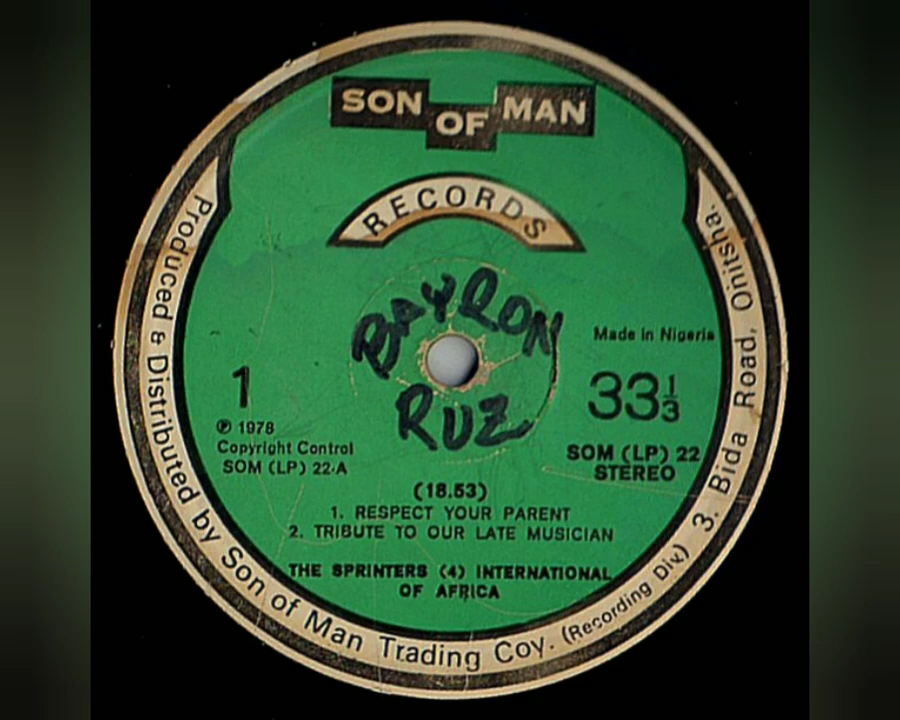 SON OF MAN
RECORDS
BAYRON
RUZ
Made in Nigeria
1
33⅓
℗ 1978
Copyright Control
SOM (LP) 22-A
SOM (LP) 22
STEREO
(18.53)
1. RESPECT YOUR PARENT
2. TRIBUTE TO OUR LATE MUSICIAN
THE SPRINTERS (4) INTERNATIONAL
OF AFRICA
Produced & Distributed by Son of Man Trading Coy. (Recording Div.) 3. Bida Road, Onitsha.